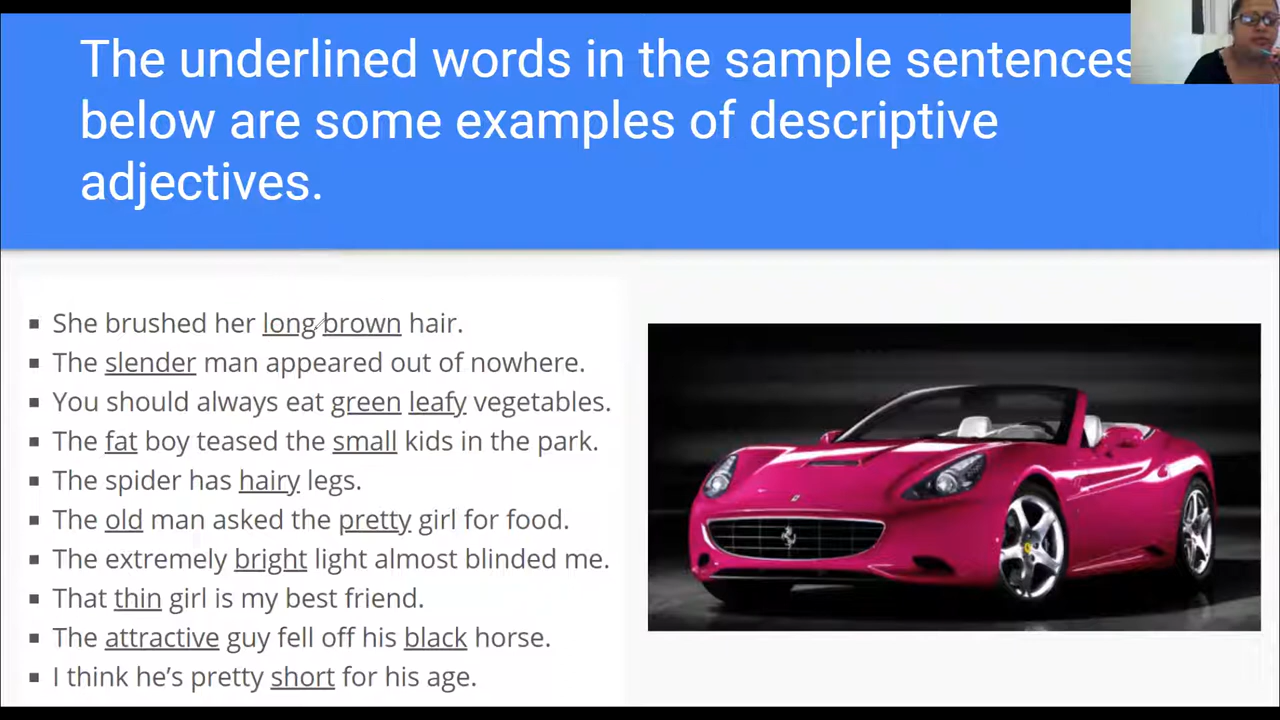 The underlined words in the sample sentences
below are some examples of descriptive
adjectives.
She brushed her long brown hair.
The slender man appeared out of nowhere.
You should always eat green leafy vegetables.
The fat boy teased the small kids in the park.
The spider has hairy legs.
The old man asked the pretty girl for food.
The extremely bright light almost blinded me.
That thin girl is my best friend.
The attractive guy fell off his black horse.
I think he’s pretty short for his age.